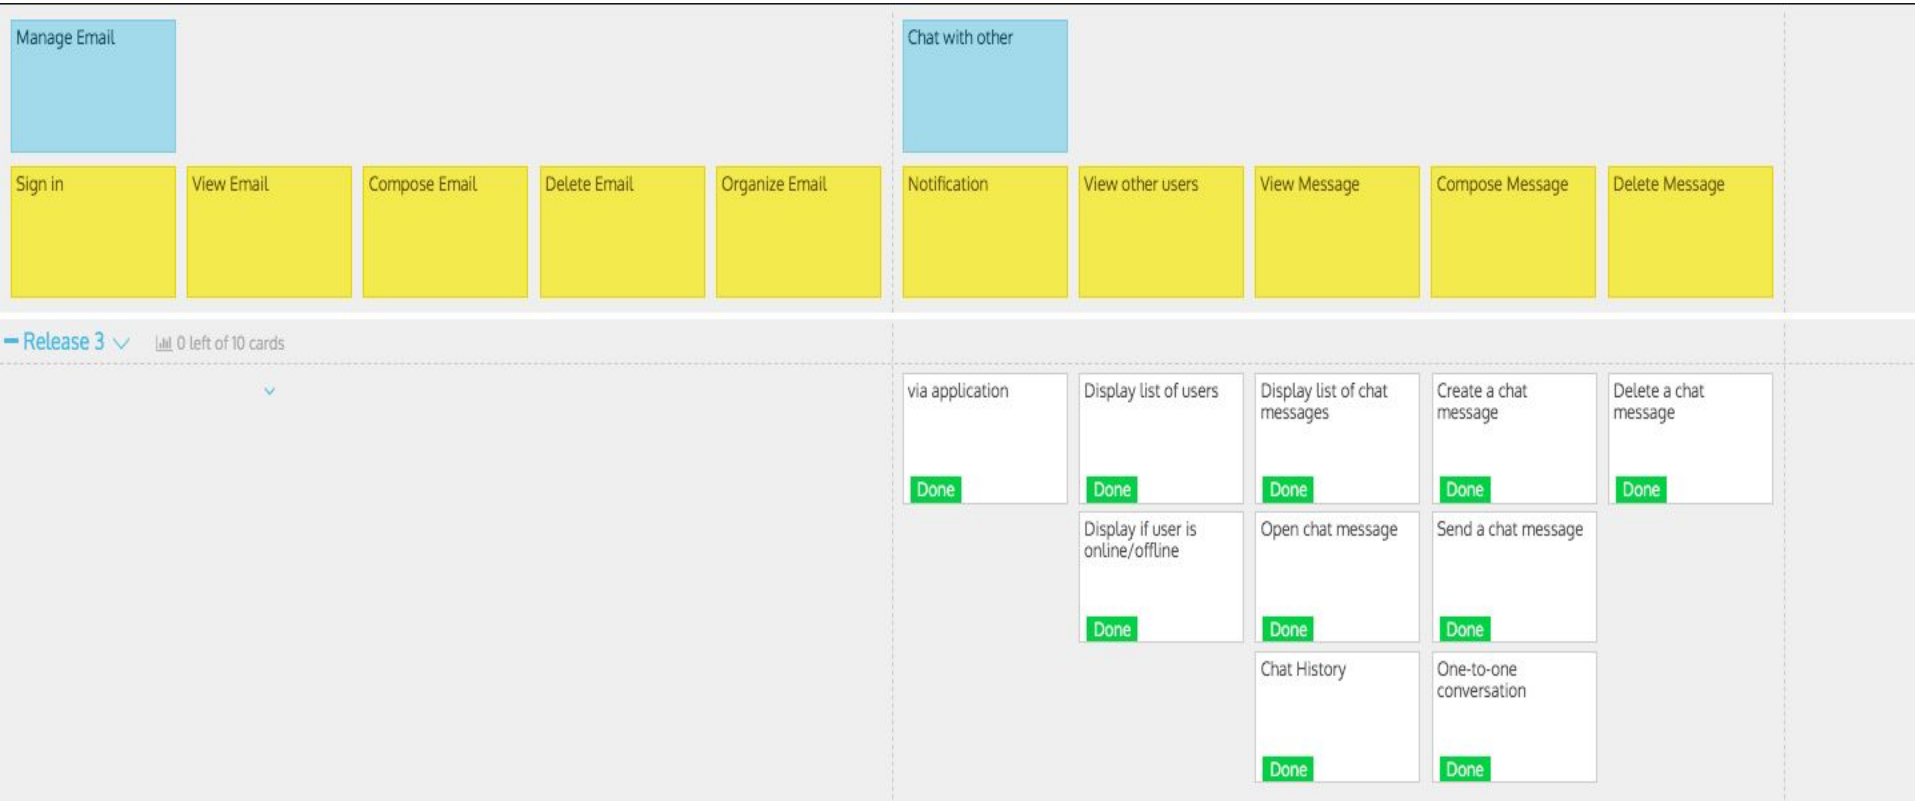 Manage Email
Chat with other
Sign in
View Email
Compose Email
Delete Email
Organize Email
Notification
View other users
View Message
Compose Message
Delete Message
Release 3
0 left of 10 cards
via application
Done
Display list of users
Done
Display list of chat
messages
Done
Create a chat
message
Done
Delete a chat
message
Done
Display if user is
online/offline
Done
Open chat message
Done
Send a chat message
Done
Chat History
Done
One-to-one
conversation
Done